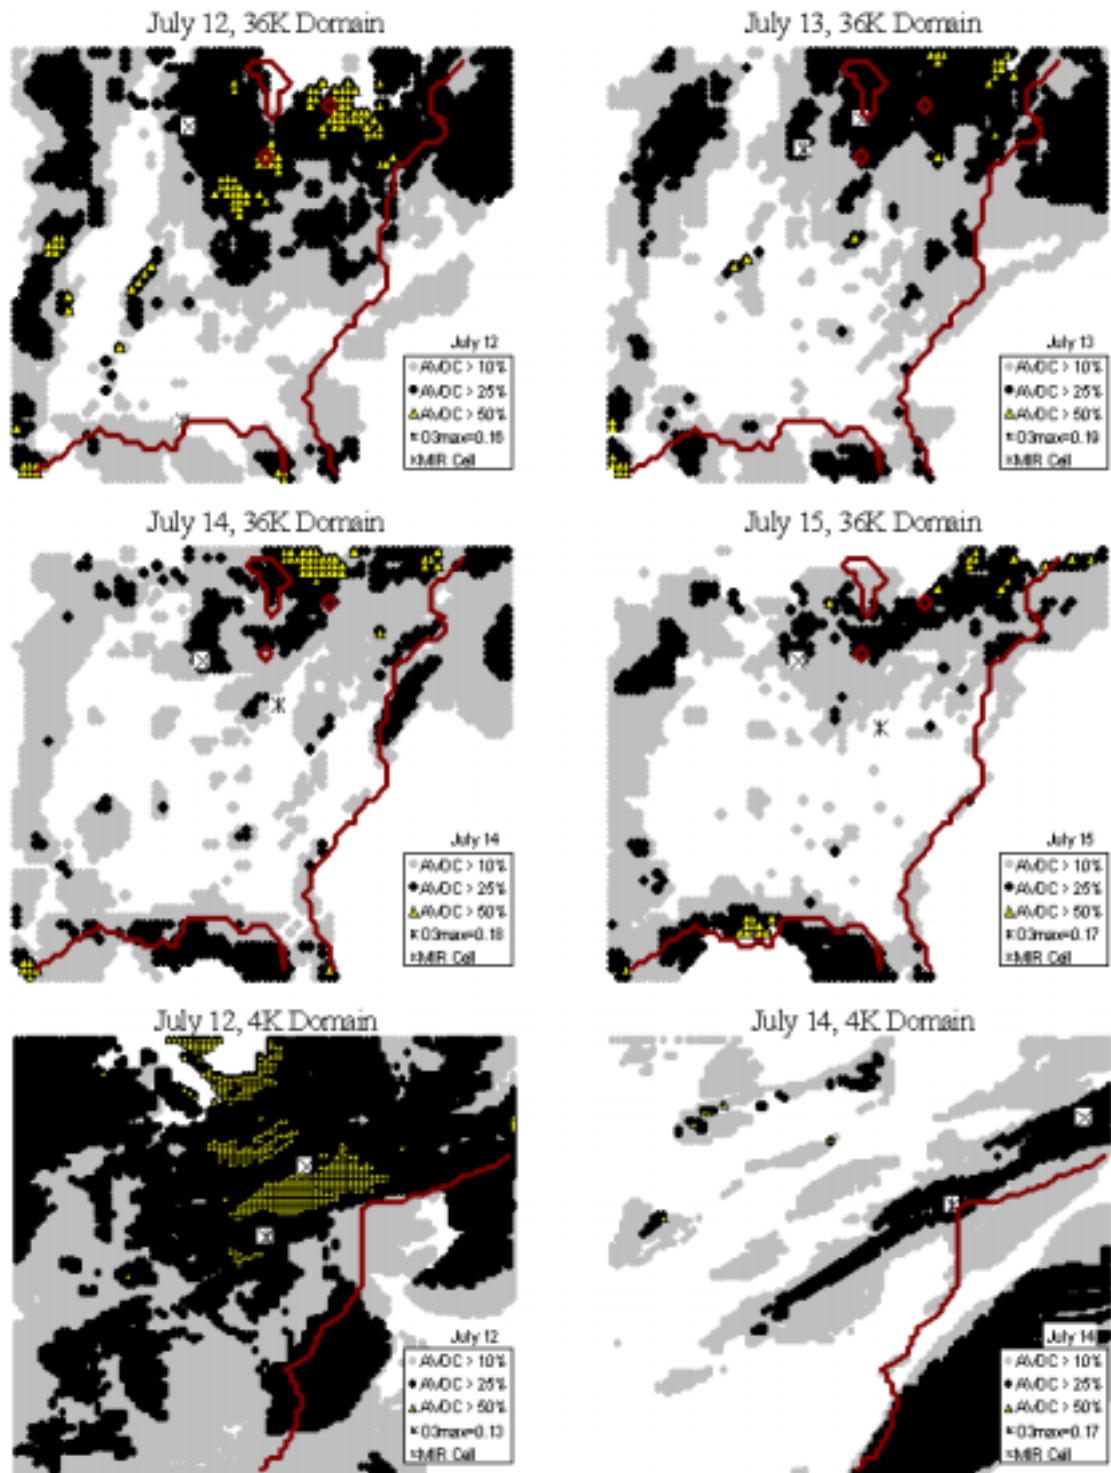 July 12, 36K Domain
July 13, 36K Domain
July 12
AVOC > 10%
AVOC > 25%
AVOC > 50%
O3max=0.16
MIR Cell
July 13
AVOC > 10%
AVOC > 25%
AVOC > 50%
O3max=0.19
MIR Cell
July 14, 36K Domain
July 15, 36K Domain
July 14
AVOC > 10%
AVOC > 25%
AVOC > 50%
O3max=0.18
MIR Cell
July 15
AVOC > 10%
AVOC > 25%
AVOC > 50%
O3max=0.17
MIR Cell
July 12, 4K Domain
July 14, 4K Domain
July 12
AVOC > 10%
AVOC > 25%
AVOC > 50%
O3max=0.13
MIR Cell
July 14
AVOC > 10%
AVOC > 25%
AVOC > 50%
O3max=0.17
MIR Cell